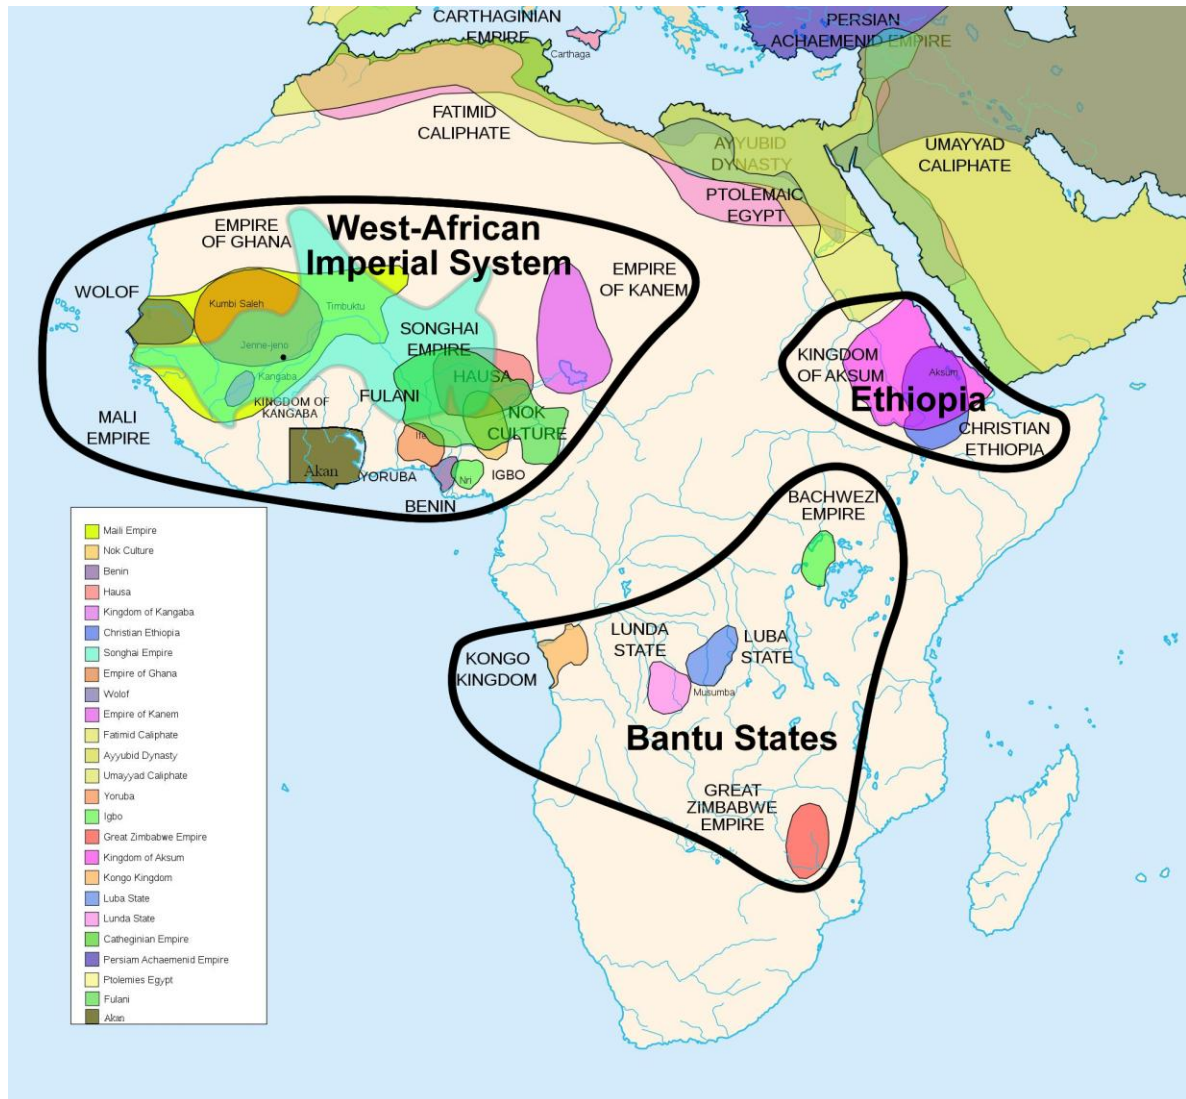 CARTHAGINIAN
EMPIRE
Carthaga
PERSIAN
ACHAEMENID EMPIRE
FATIMID
CALIPHATE
AYYUBID
DYNASTY
UMAYYAD
CALIPHATE
PTOLEMAIC
EGYPT
EMPIRE
OF GHANA
West-African
Imperial System
EMPIRE
OF KANEM
WOLOF
Kumbi Saleh
Timbuktu
SONGHAI
EMPIRE
Jenne-jeno
Kangaba
HAUSA
KINGDOM OF
KANGABA
FULANI
NOK
CULTURE
MALI
EMPIRE
Ife
Akan
YORUBA
Nri
IGBO
BENIN
KINGDOM
OF AKSUM
Aksum
Ethiopia
CHRISTIAN
ETHIOPIA
BACHWEZI
EMPIRE
LUNDA
STATE
LUBA
STATE
KONGO
KINGDOM
Musumba
Bantu States
GREAT
ZIMBABWE
EMPIRE
Maili Empire
Nok Culture
Benin
Hausa
Kingdom of Kangaba
Christian Ethiopia
Songhai Empire
Empire of Ghana
Wolof
Empire of Kanem
Fatimid Caliphate
Ayyubid Dynasty
Umayyad Caliphate
Yoruba
Igbo
Great Zimbabwe Empire
Kingdom of Aksum
Kongo Kingdom
Luba State
Lunda State
Catheginian Empire
Persiam Achaemenid Empire
Ptolemies Egypt
Fulani
Akan